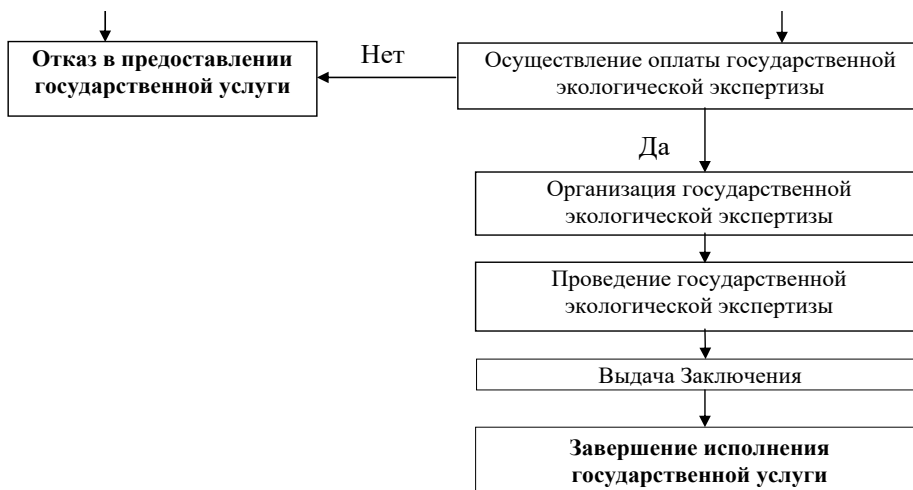 Отказ в предоставлении
государственной услуги
Нет
Осуществление оплаты государственной
экологической экспертизы
Да
Организация государственной
экологической экспертизы
Проведение государственной
экологической экспертизы
Выдача Заключения
Завершение исполнения
государственной услуги